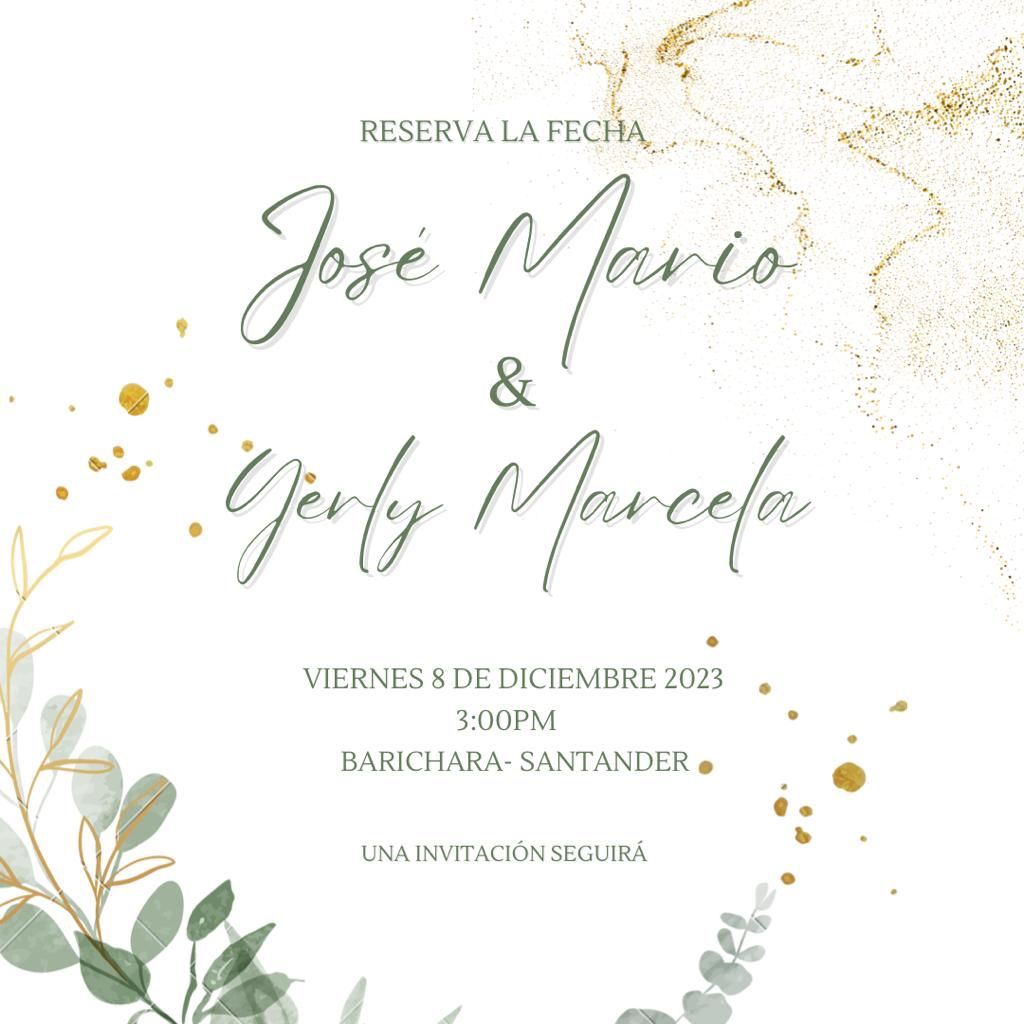 RESERVA LA FECHA
José Mario
&
Yerly Marcela
VIERNES 8 DE DICIEMBRE 2023
3:00PM
BARICHARA- SANTANDER
UNA INVITACIÓN SEGUIRÁ